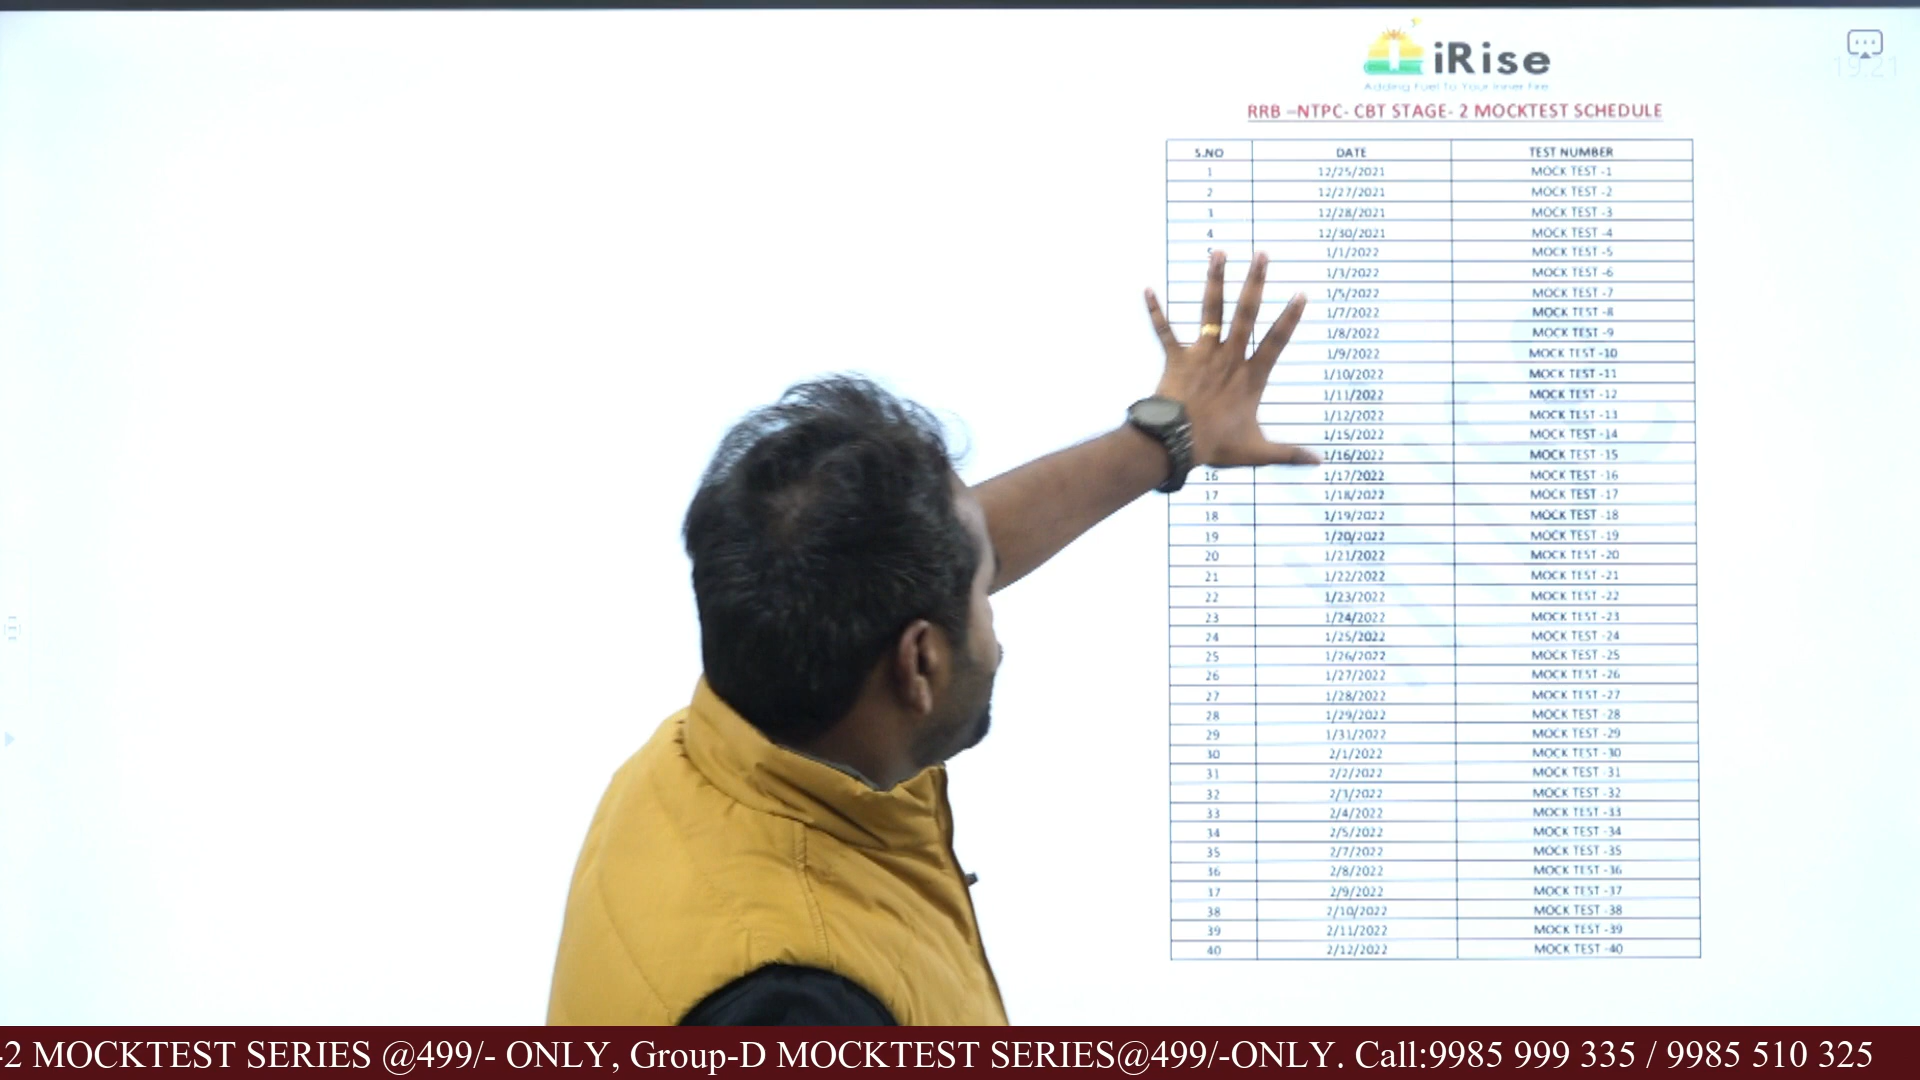 iRise
Adding Fuel To Your Inner Fire
19:21
RRB =NTPC- CBT STAGE- 2 MOCKTEST SCHEDULE
S.NO DATE TEST NUMBER
1 12/25/2021 MOCK TEST -1
2 12/27/2021 MOCK TEST -2
3 12/28/2021 MOCK TEST -3
4 12/30/2021 MOCK TEST -4
5 1/1/2022 MOCK TEST -5
1/3/2022 MOCK TEST -6
1/5/2022 MOCK TEST -7
1/7/2022 MOCK TEST -8
1/8/2022 MOCK TEST -9
1/9/2022 MOCK TEST -10
1/10/2022 MOCK TEST -11
1/11/2022 MOCK TEST -12
1/12/2022 MOCK TEST -13
1/15/2022 MOCK TEST -14
1/16/2022 MOCK TEST -15
16 1/17/2022 MOCK TEST -16
17 1/18/2022 MOCK TEST -17
18 1/19/2022 MOCK TEST -18
19 1/20/2022 MOCK TEST -19
20 1/21/2022 MOCK TEST -20
21 1/22/2022 MOCK TEST -21
22 1/23/2022 MOCK TEST -22
23 1/24/2022 MOCK TEST -23
24 1/25/2022 MOCK TEST -24
25 1/26/2022 MOCK TEST -25
26 1/27/2022 MOCK TEST -26
27 1/28/2022 MOCK TEST -27
28 1/29/2022 MOCK TEST -28
29 1/31/2022 MOCK TEST -29
30 2/1/2022 MOCK TEST -30
31 2/2/2022 MOCK TEST -31
32 2/3/2022 MOCK TEST -32
33 2/4/2022 MOCK TEST -33
34 2/5/2022 MOCK TEST -34
35 2/7/2022 MOCK TEST -35
36 2/8/2022 MOCK TEST -36
37 2/9/2022 MOCK TEST -37
38 2/10/2022 MOCK TEST -38
39 2/11/2022 MOCK TEST -39
40 2/12/2022 MOCK TEST -40
-2 MOCKTEST SERIES @499/- ONLY, Group-D MOCKTEST SERIES@499/-ONLY. Call:9985 999 335 / 9985 510 325